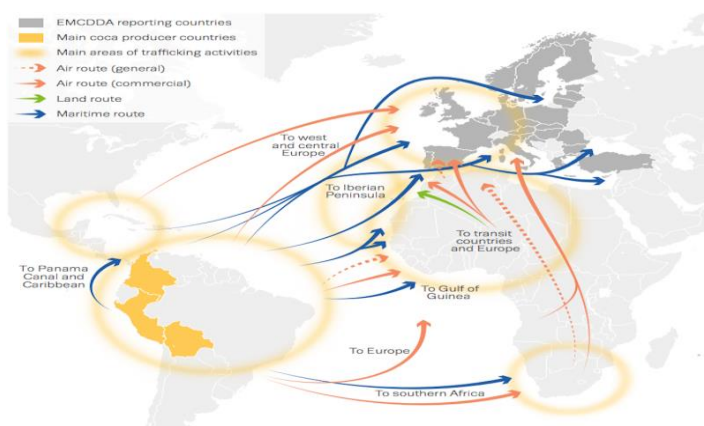 EMCDDA reporting countries
Main coca producer countries
Main areas of trafficking activities
Air route (general)
Air route (commercial)
Land route
Maritime route
To west
and central
Europe
To Iberian
Peninsula
To transit
countries
and Europe
To Panama
Canal and
Caribbean
To Gulf of
Guinea
To Europe
To southern Africa